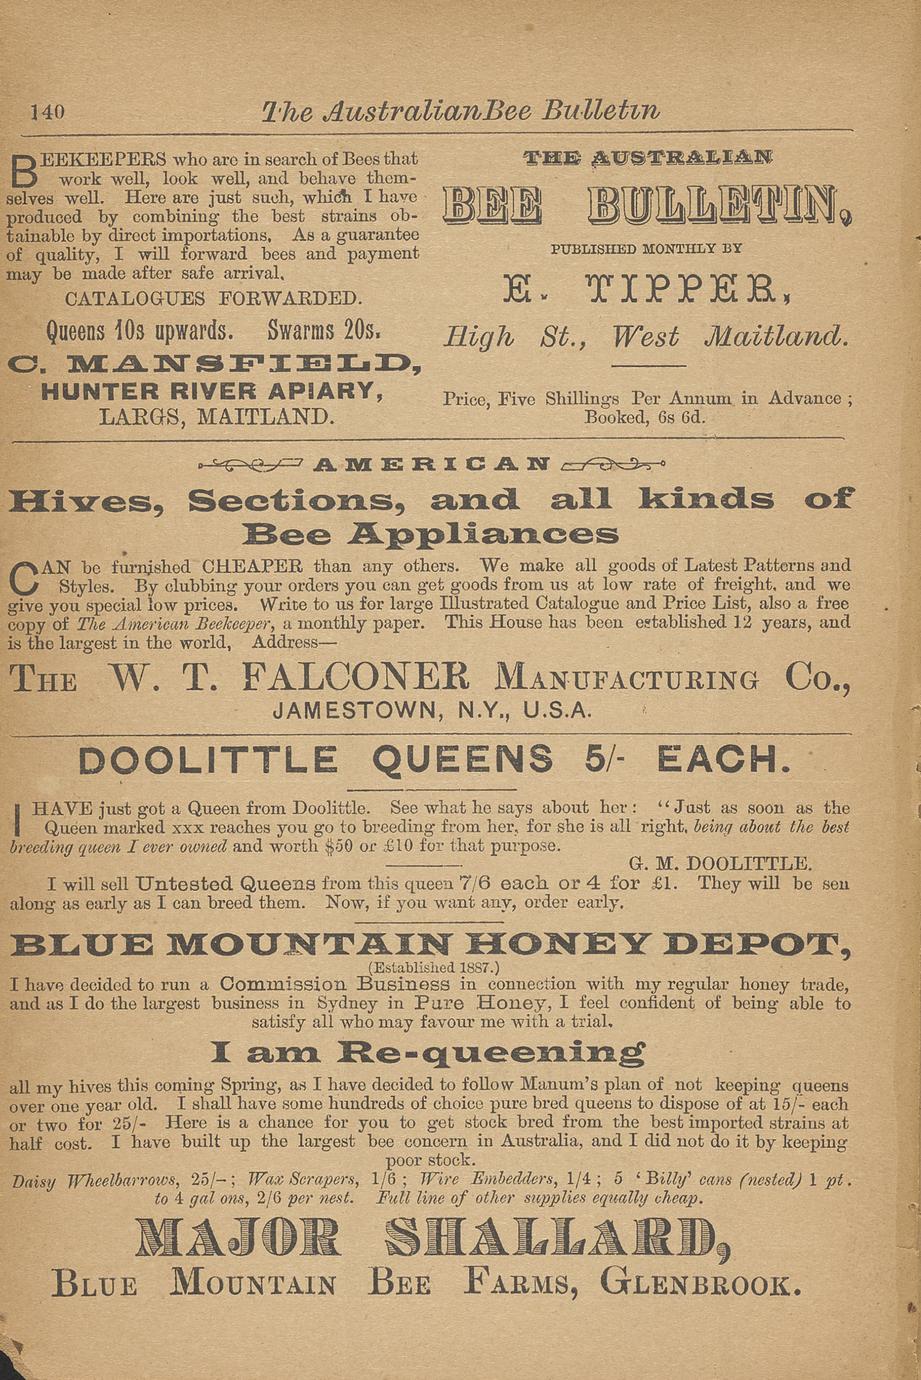 140
The AustralianBee Bulletin
BEEKEEPERS who are in search of Bees that
work well, look well, and behave them-
selves well. Here are just such, which I have
produced by combining the best strains ob-
tainable by direct importations. As a guarantee
of quality, I will forward bees and payment
may be made after safe arrival.
CATALOGUES FORWARDED.
Queens 10s upwards. Swarms 20s.
C. MANSFIELD,
HUNTER RIVER APIARY,
LARGS, MAITLAND.
THE AUSTRALIAN
BEE BULLETIN,
PUBLISHED MONTHLY BY
E. TIPPER,
High St., West Maitland.
Price, Five Shillings Per Annum in Advance ;
Booked, 6s 6d.
AMERICAN
Hives, Sections, and all kinds of
Bee Appliances
CAN be furnished CHEAPER than any others. We make all goods of Latest Patterns and
Styles. By clubbing your orders you can get goods from us at low rate of freight, and we
give you special low prices. Write to us for large Illustrated Catalogue and Price List, also a free
copy of The American Beekeeper, a monthly paper. This House has been established 12 years, and
is the largest in the world, Address—
THE W. T. FALCONER MANUFACTURING CO.,
JAMESTOWN, N.Y., U.S.A.
DOOLITTLE QUEENS 5/- EACH.
I HAVE just got a Queen from Doolittle. See what he says about her : "Just as soon as the
Queen marked xxx reaches you go to breeding from her, for she is all right, being about the best
breeding queen I ever owned and worth $50 or £10 for that purpose.
G. M. DOOLITTLE.
I will sell Untested Queens from this queen 7/6 each or 4 for £1. They will be sen
along as early as I can breed them. Now, if you want any, order early.
BLUE MOUNTAIN HONEY DEPOT,
(Established 1887.)
I have decided to run a Commission Business in connection with my regular honey trade,
and as I do the largest business in Sydney in Pure Honey, I feel confident of being able to
satisfy all who may favour me with a trial.
I am Re-queening
all my hives this coming Spring, as I have decided to follow Manum's plan of not keeping queens
over one year old. I shall have some hundreds of choice pure bred queens to dispose of at 15/- each
or two for 25/- Here is a chance for you to get stock bred from the best imported strains at
half cost. I have built up the largest bee concern in Australia, and I did not do it by keeping
poor stock.
Daisy Wheelbarrows, 25/- ; Wax Scrapers, 1/6 ; Wire Embedders, 1/4 ; 5 'Billy' cans (nested) 1 pt.
to 4 gal ons, 2/6 per nest. Full line of other supplies equally cheap.
MAJOR SHALLARD,
BLUE MOUNTAIN BEE FARMS, GLENBROOK.